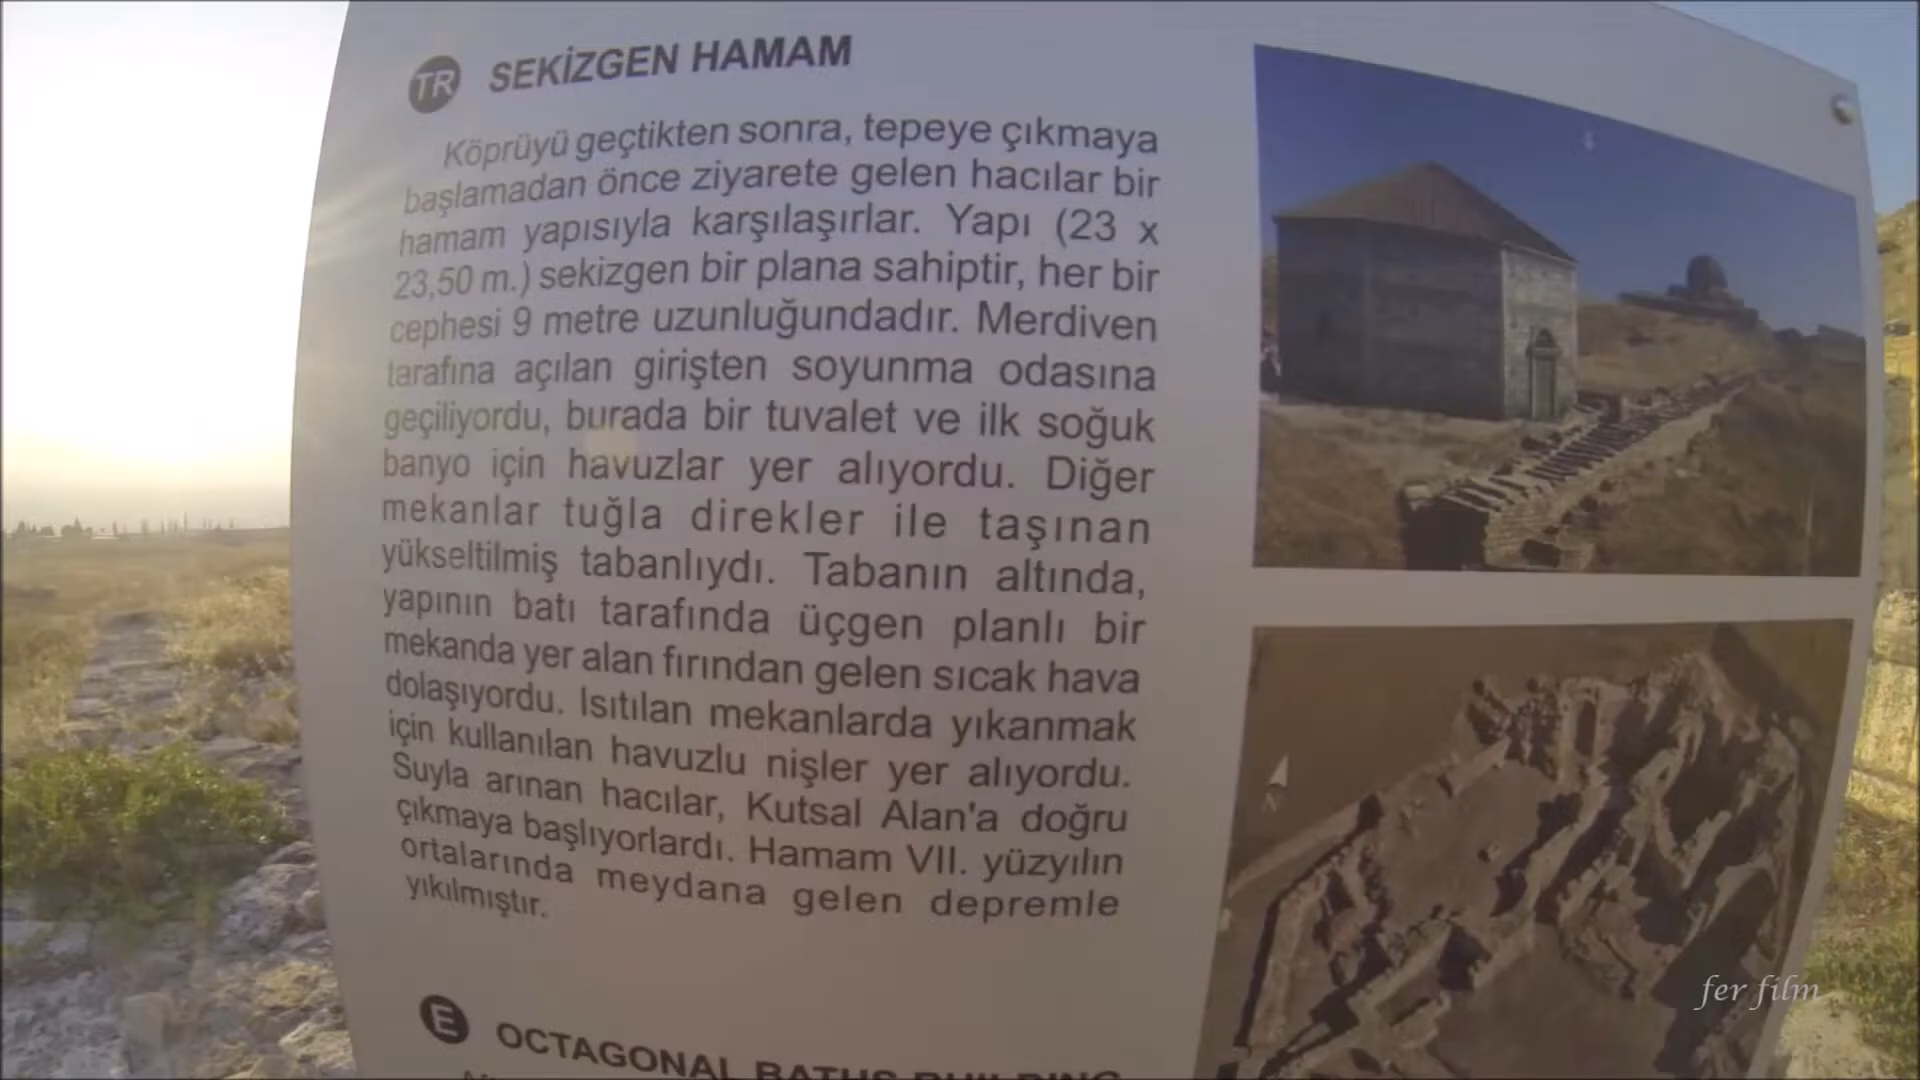 TR SEKİZGEN HAMAM
Köprüyü geçtikten sonra, tepeye çıkmaya
başlamadan önce ziyarete gelen hacılar bir
hamam yapısıyla karşılaşırlar. Yapı (23 x
23,50 m.) sekizgen bir plana sahiptir, her bir
cephesi 9 metre uzunluğundadır. Merdiven
tarafına açılan girişten soyunma odasına
geçiliyordu, burada bir tuvalet ve ilk soğuk
banyo için havuzlar yer alıyordu. Diğer
mekanlar tuğla direkler ile taşınan
yükseltilmiş tabanlıydı. Tabanın altında,
yapının batı tarafında üçgen planlı bir
mekanda yer alan fırından gelen sıcak hava
dolaşıyordu. Isıtılan mekanlarda yıkanmak
için kullanılan havuzlu nişler yer alıyordu.
Suyla arınan hacılar, Kutsal Alan'a doğru
çıkmaya başlıyorlardı. Hamam VII. yüzyılın
ortalarında meydana gelen depremle
yıkılmıştır.
E OCTAGONAL BATHS BUILDING
N
fer film